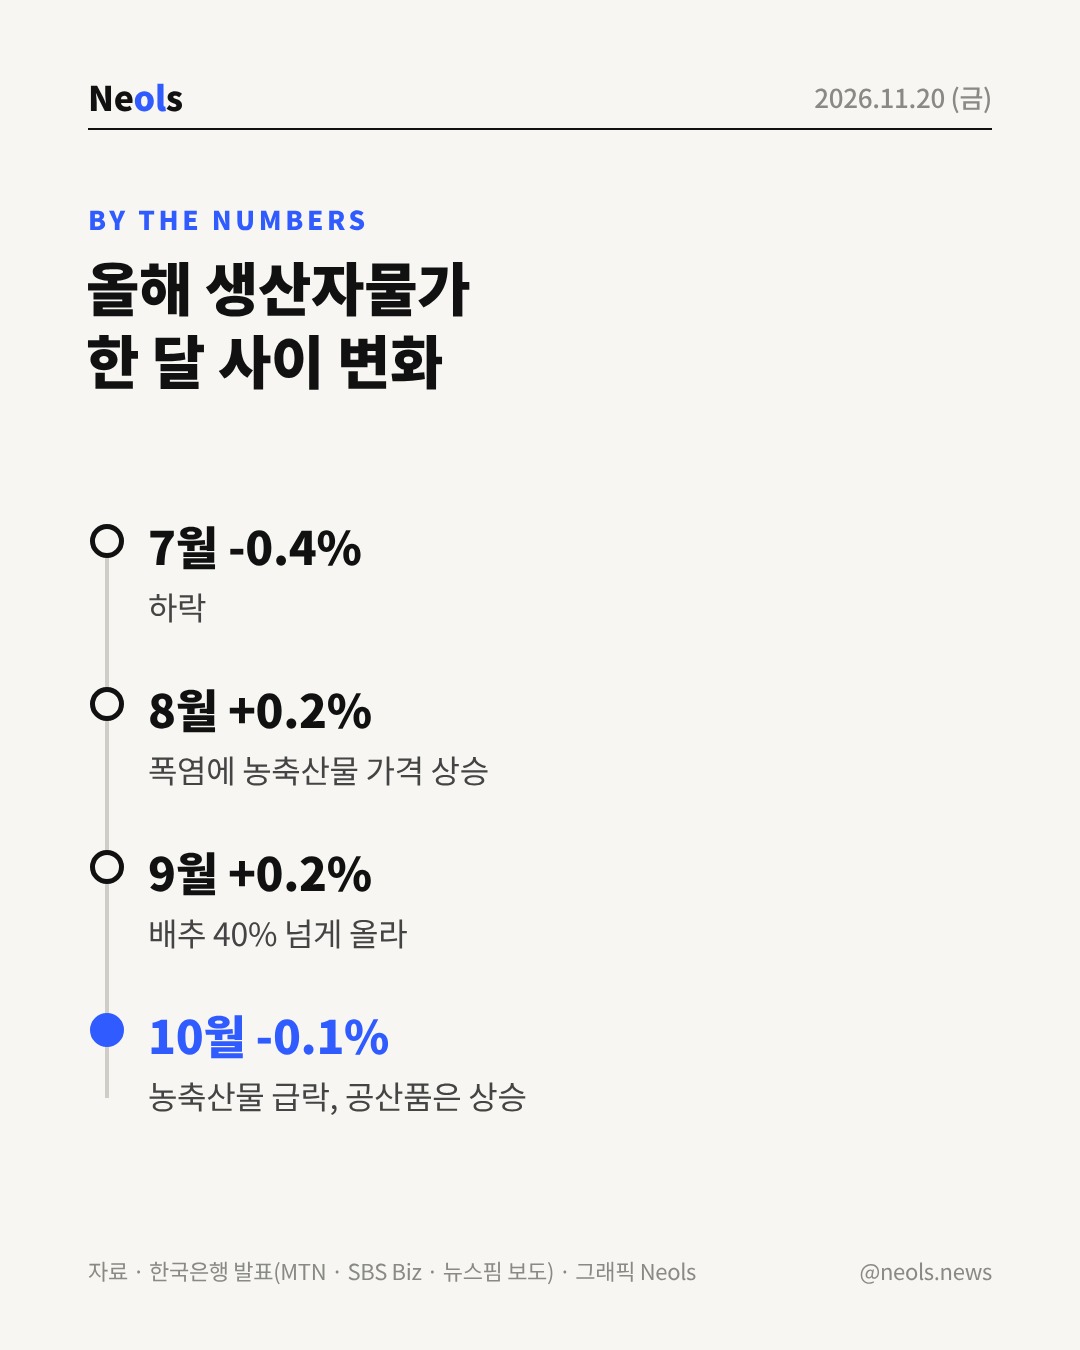 Neols
2026.11.20 (금)
BY THE NUMBERS
올해 생산자물가
한 달 사이 변화
7월 -0.4%
하락
8월 +0.2%
폭염에 농축산물 가격 상승
9월 +0.2%
배추 40% 넘게 올라
10월 -0.1%
농축산물 급락, 공산품은 상승
자료 · 한국은행 발표(MTN · SBS Biz · 뉴스핌 보도) · 그래픽 Neols
@neols.news